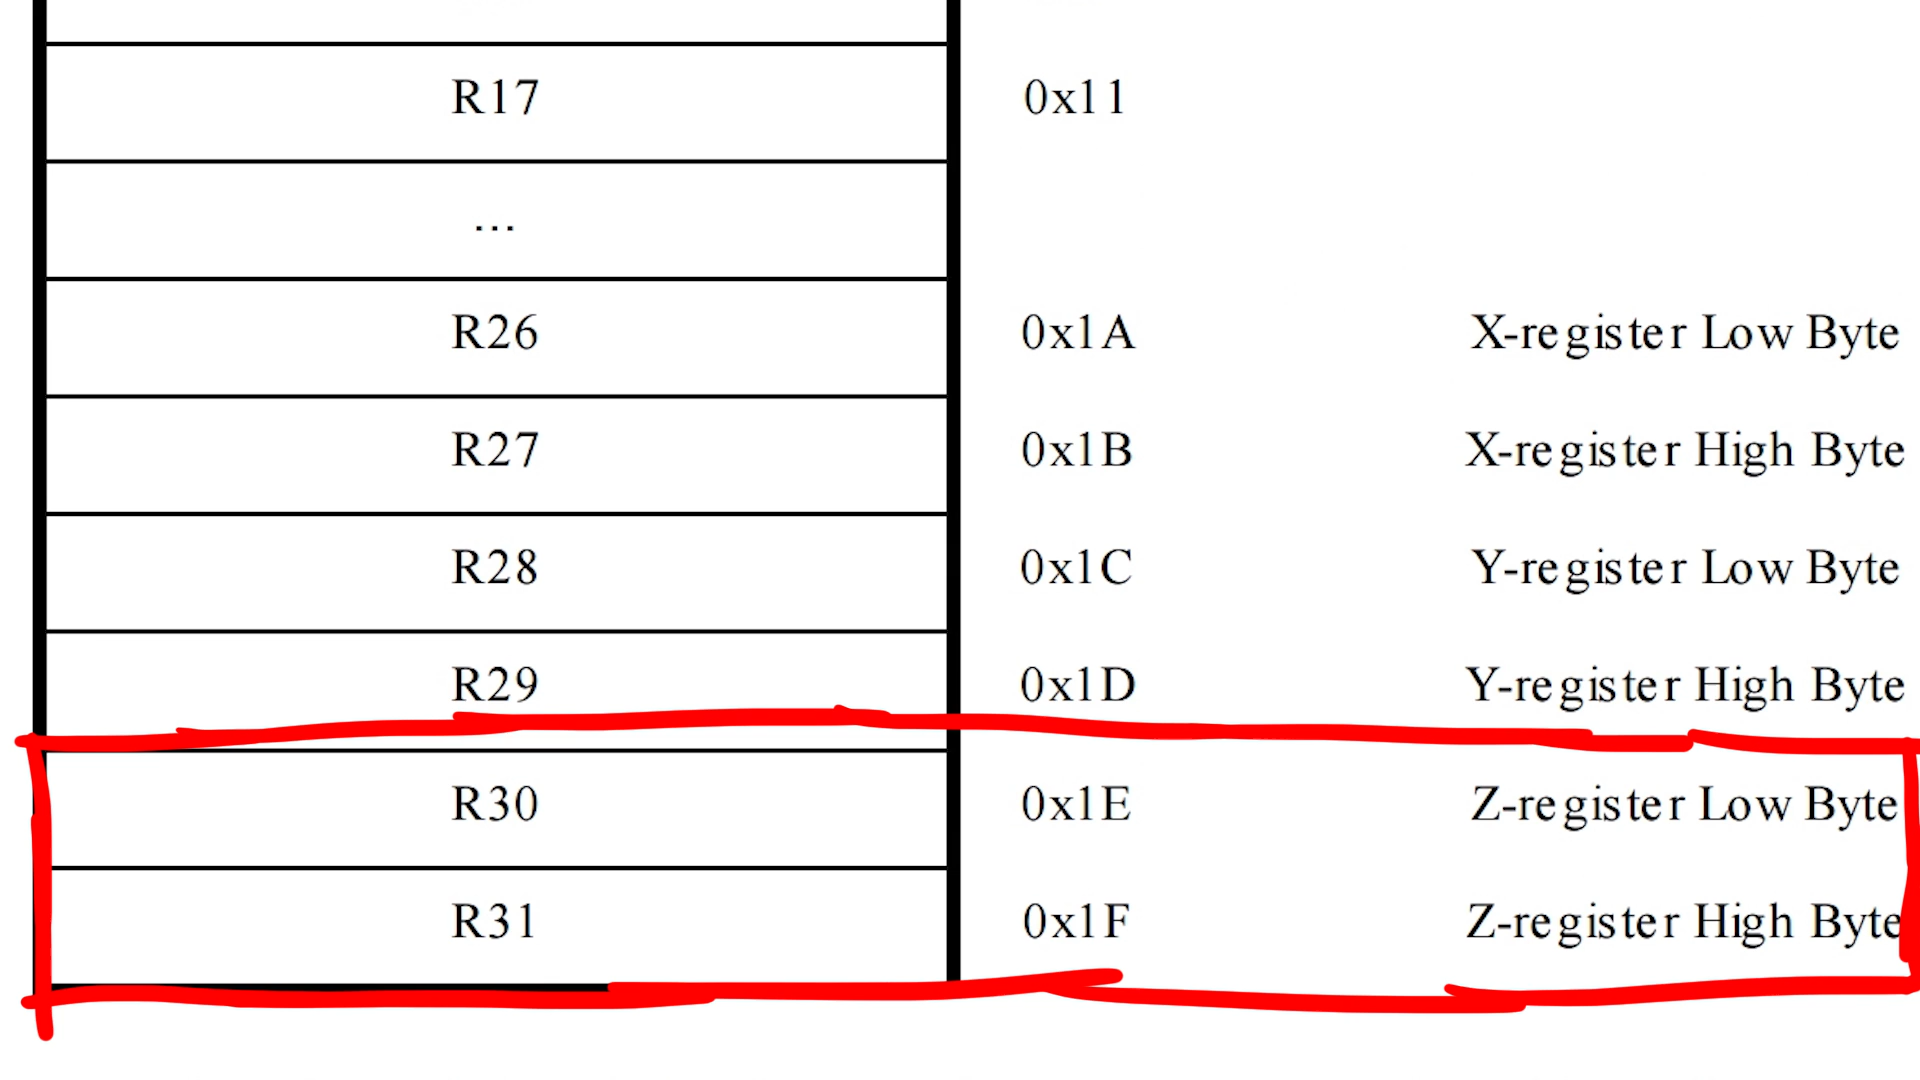 R17 0x11
...
R26 0x1A X-register Low Byte
R27 0x1B X-register High Byte
R28 0x1C Y-register Low Byte
R29 0x1D Y-register High Byte
R30 0x1E Z-register Low Byte
R31 0x1F Z-register High Byte